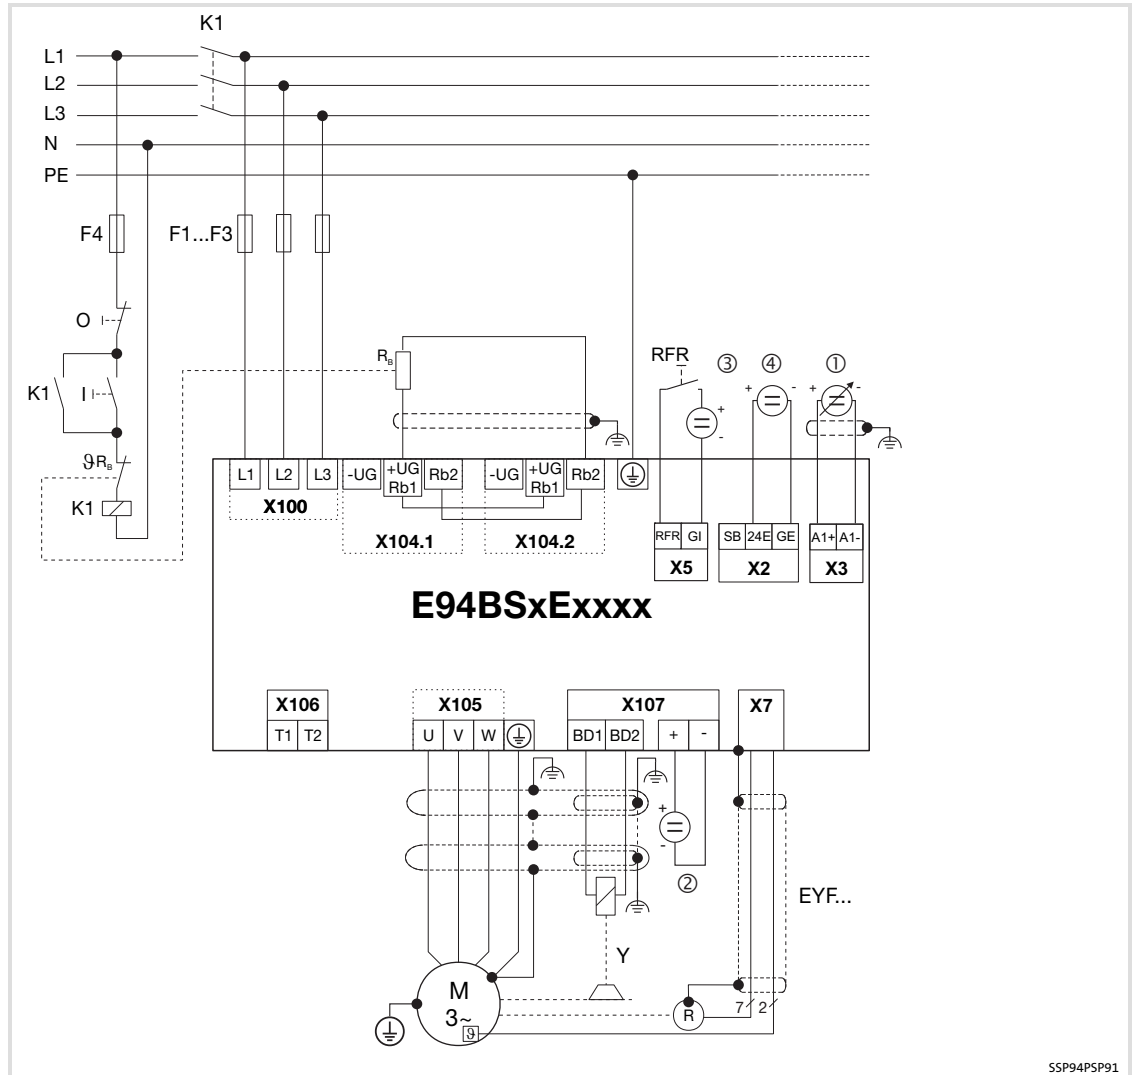 K1
L1
L2
L3
N
PE
F4
F1...F3
O
K1
I
ϑRB
K1
RB
RFR
③
④
①
+
-
+
-
+
-
L1 L2 L3
X100
-UG +UG Rb1 Rb2
X104.1
-UG +UG Rb1 Rb2
X104.2
RFR GI
X5
SB 24E GE
X2
A1+ A1-
X3
E94BSxExxxx
X106
T1 T2
X105
U V W
X107
BD1 BD2 + -
X7
+
-
②
EYF...
Y
M
3~
ϑ
R
7
2
SSP94PSP91